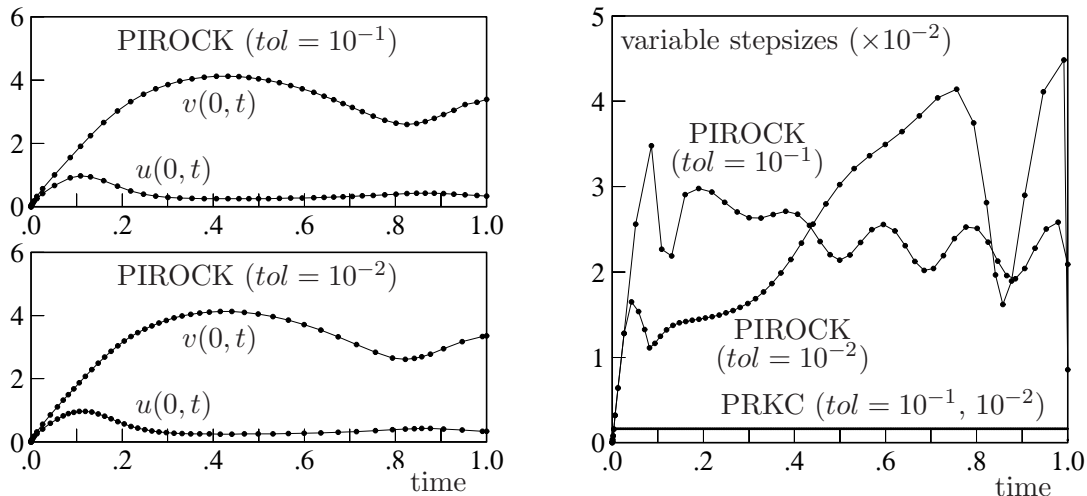 6
PIROCK (tol = 10⁻¹)
4
v(0, t)
2
u(0, t)
0
.0 .2 .4 .6 .8 1.0
6
PIROCK (tol = 10⁻²)
4
v(0, t)
2
u(0, t)
0
.0 .2 .4 .6 .8 1.0
time
5
variable stepsizes (×10⁻²)
4
PIROCK
(tol = 10⁻¹)
3
2
PIROCK
(tol = 10⁻²)
1
PRKC (tol = 10⁻¹, 10⁻²)
0
.0 .2 .4 .6 .8 1.0
time